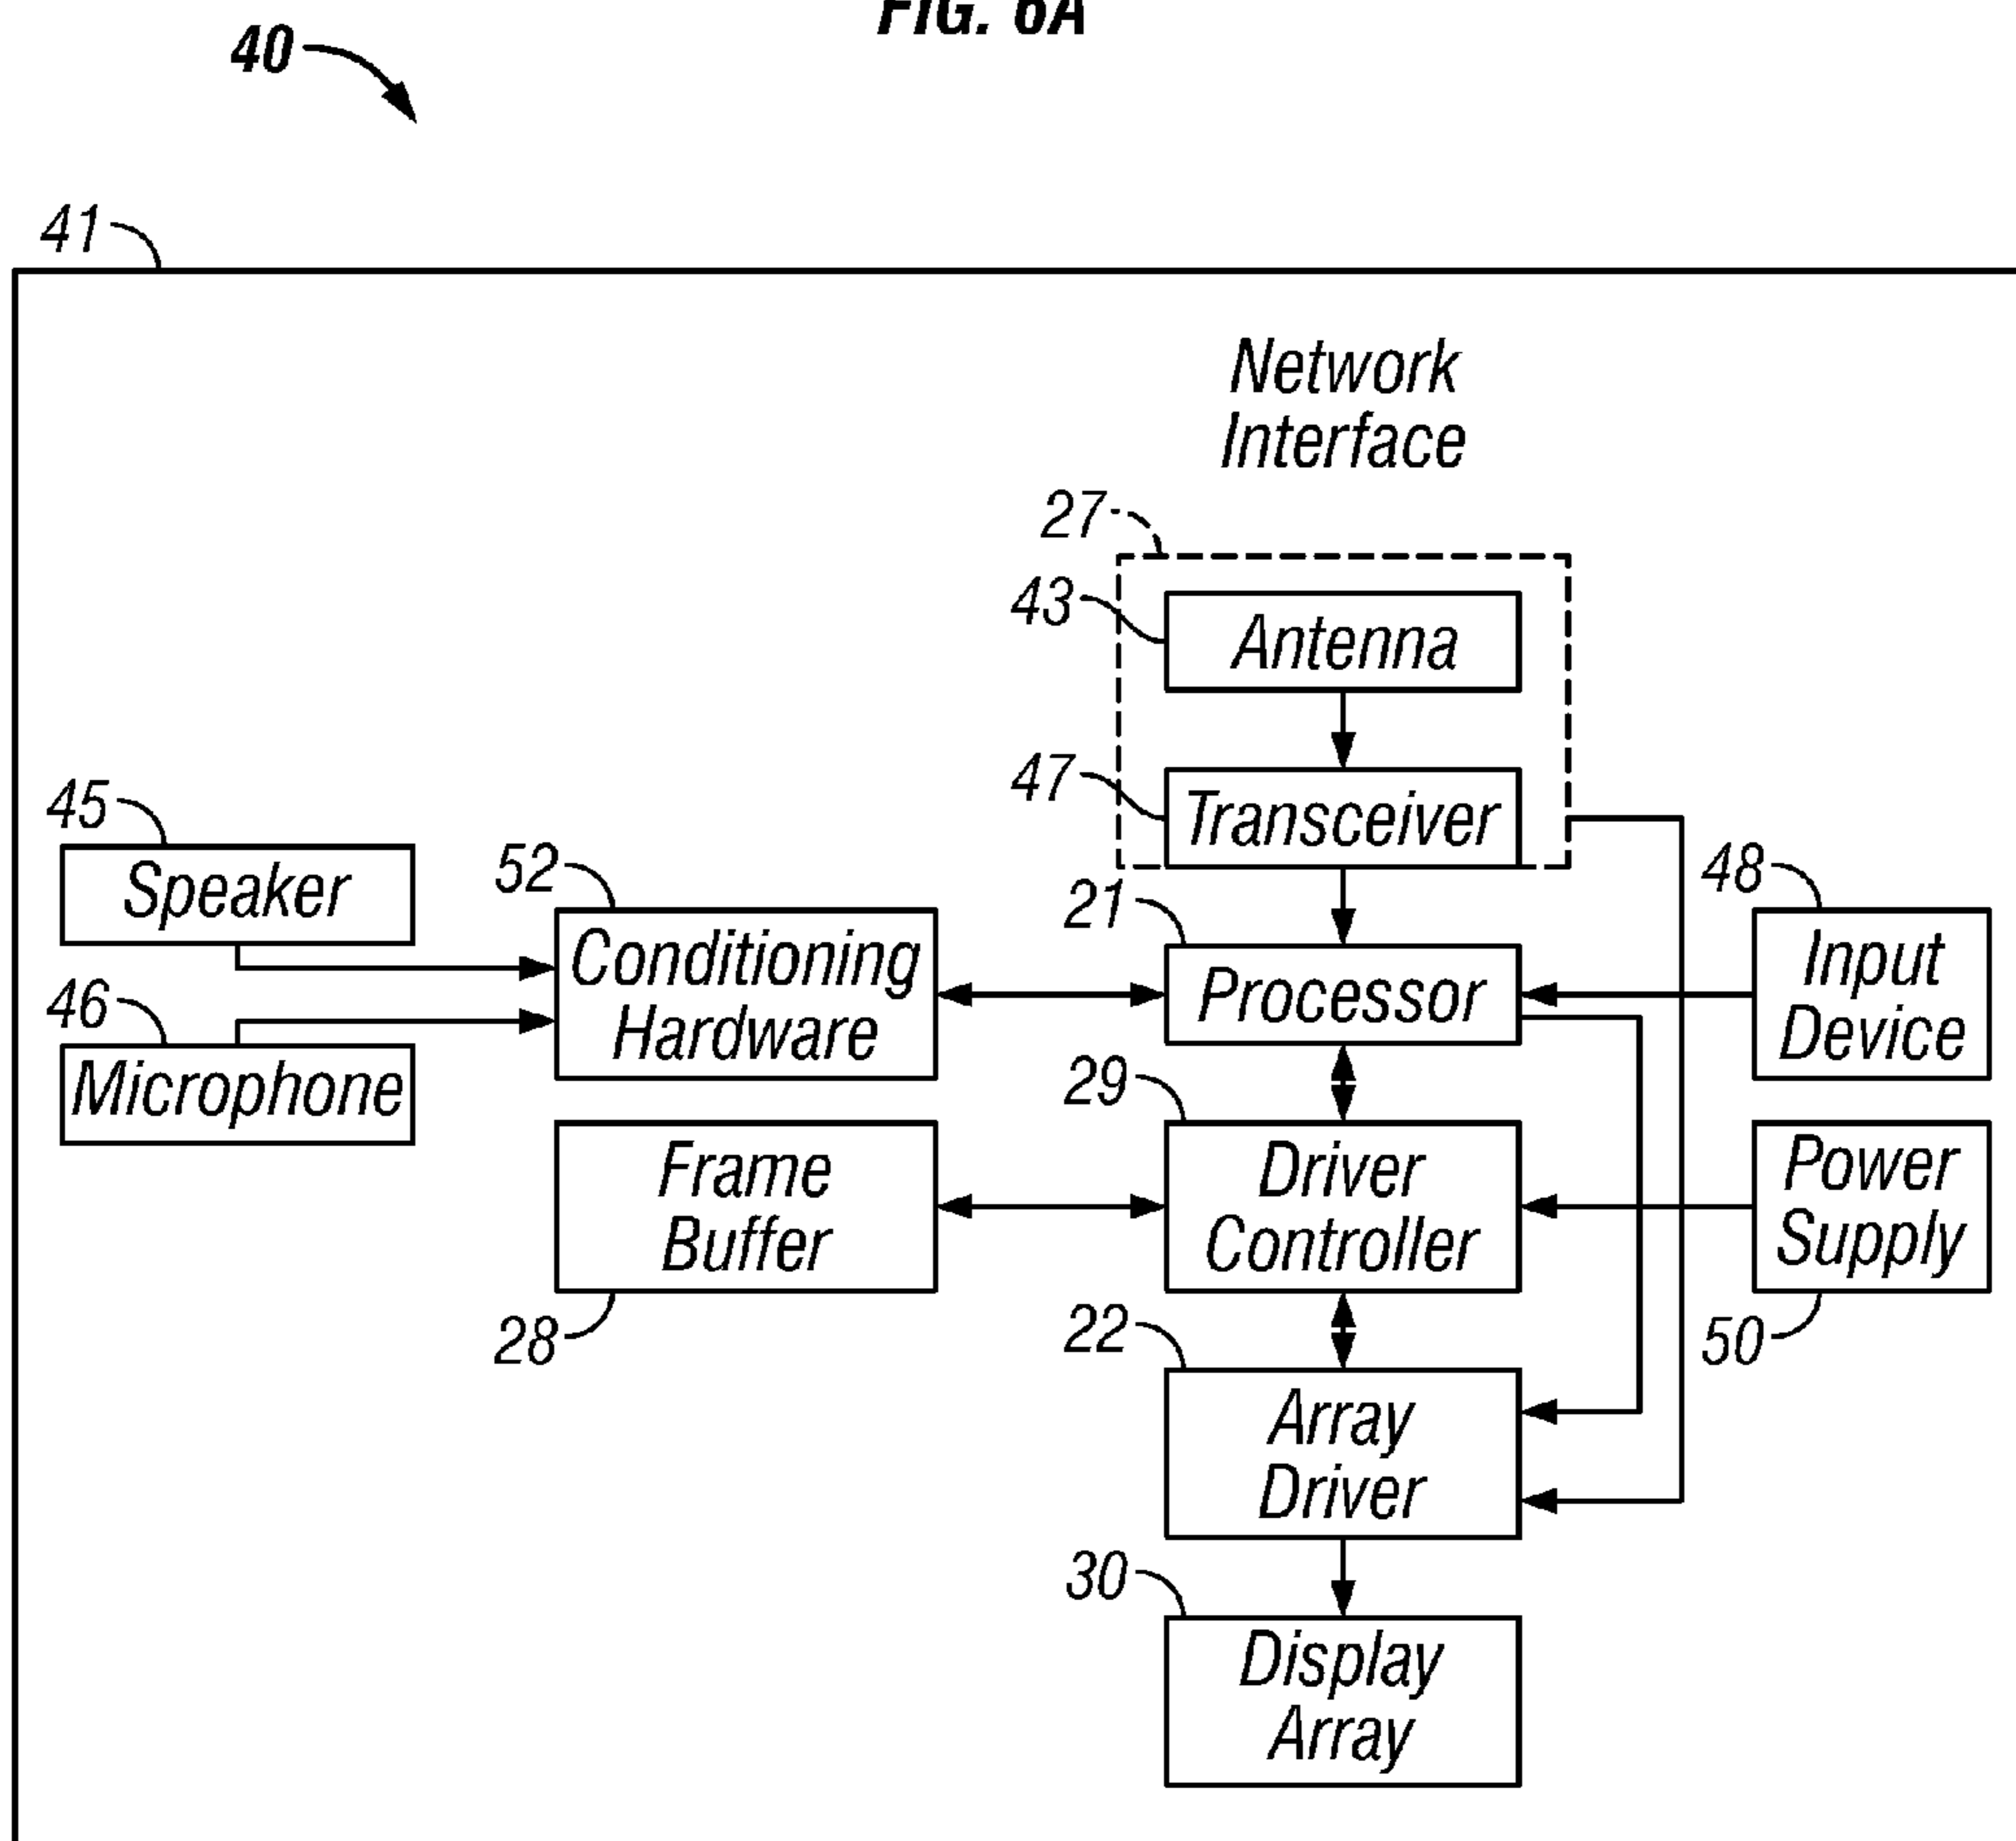 FIG. 6A
40
41
Network
Interface
27
43
Antenna
47
Transceiver
45
Speaker
52
Conditioning
Hardware
21
Processor
48
Input
Device
46
Microphone
29
Driver
Controller
Frame
Buffer
28
Power
Supply
50
22
Array
Driver
30
Display
Array